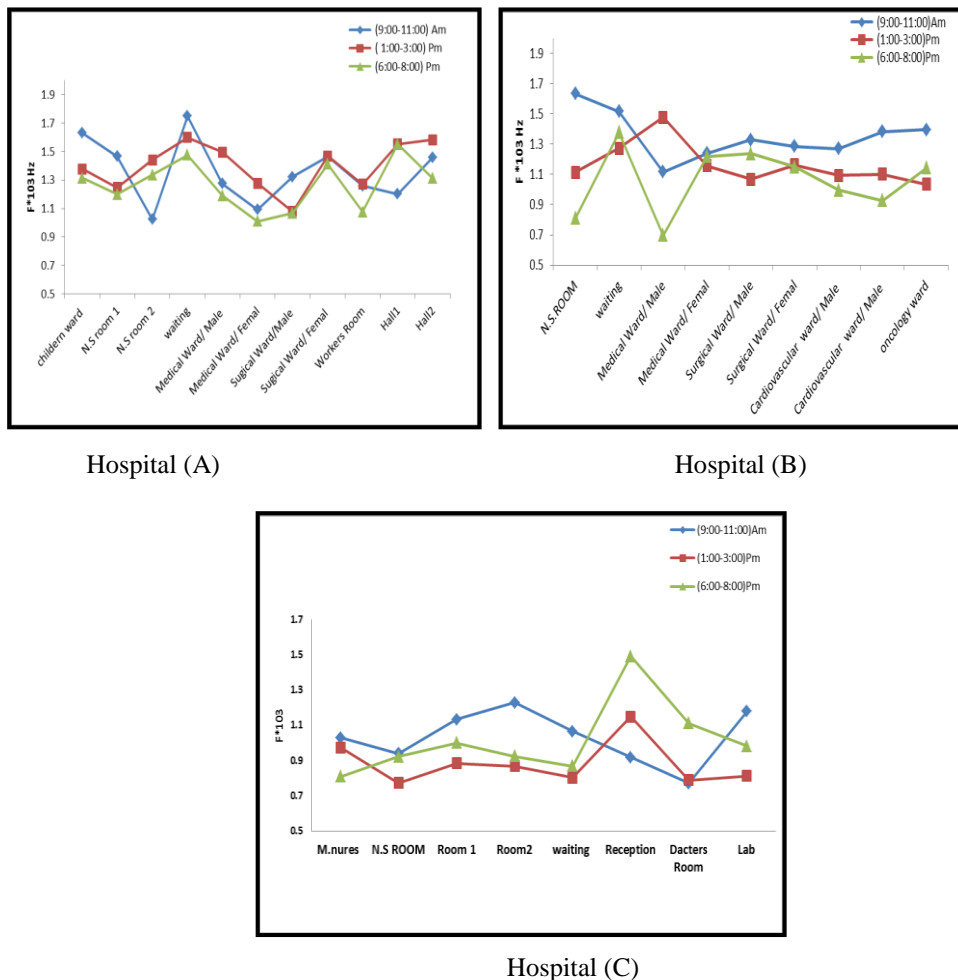 (9:00-11:00) Am
( 1:00-3:00) Pm
(6:00-8:00) Pm
F*103 Hz
1.9
1.7
1.5
1.3
1.1
0.9
0.7
0.5
childern ward
N.S room 1
N.S room 2
waiting
Medical Ward/ Male
Medical Ward/ Femal
Sugical Ward/Male
Sugical Ward/ Femal
Workers Room
Hall1
Hall2
Hospital (A)
(9:00-11:00)Am
(1:00-3:00)Pm
(6:00-8:00)Pm
F *103 Hz
1.9
1.7
1.5
1.3
1.1
0.9
0.7
0.5
N.S.ROOM
waiting
Medical Ward/ Male
Medical Ward/ Femal
Surgical Ward/ Male
Surgical Ward/ Femal
Cardiovascular ward/ Male
Cardiovascular ward/ Male
oncology ward
Hospital (B)
(9:00-11:00)Am
(1:00-3:00)Pm
(6:00-8:00)Pm
F*103
1.7
1.5
1.3
1.1
0.9
0.7
0.5
M.nures
N.S ROOM
Room 1
Room2
waiting
Reception
Dacters
Room
Lab
Hospital (C)